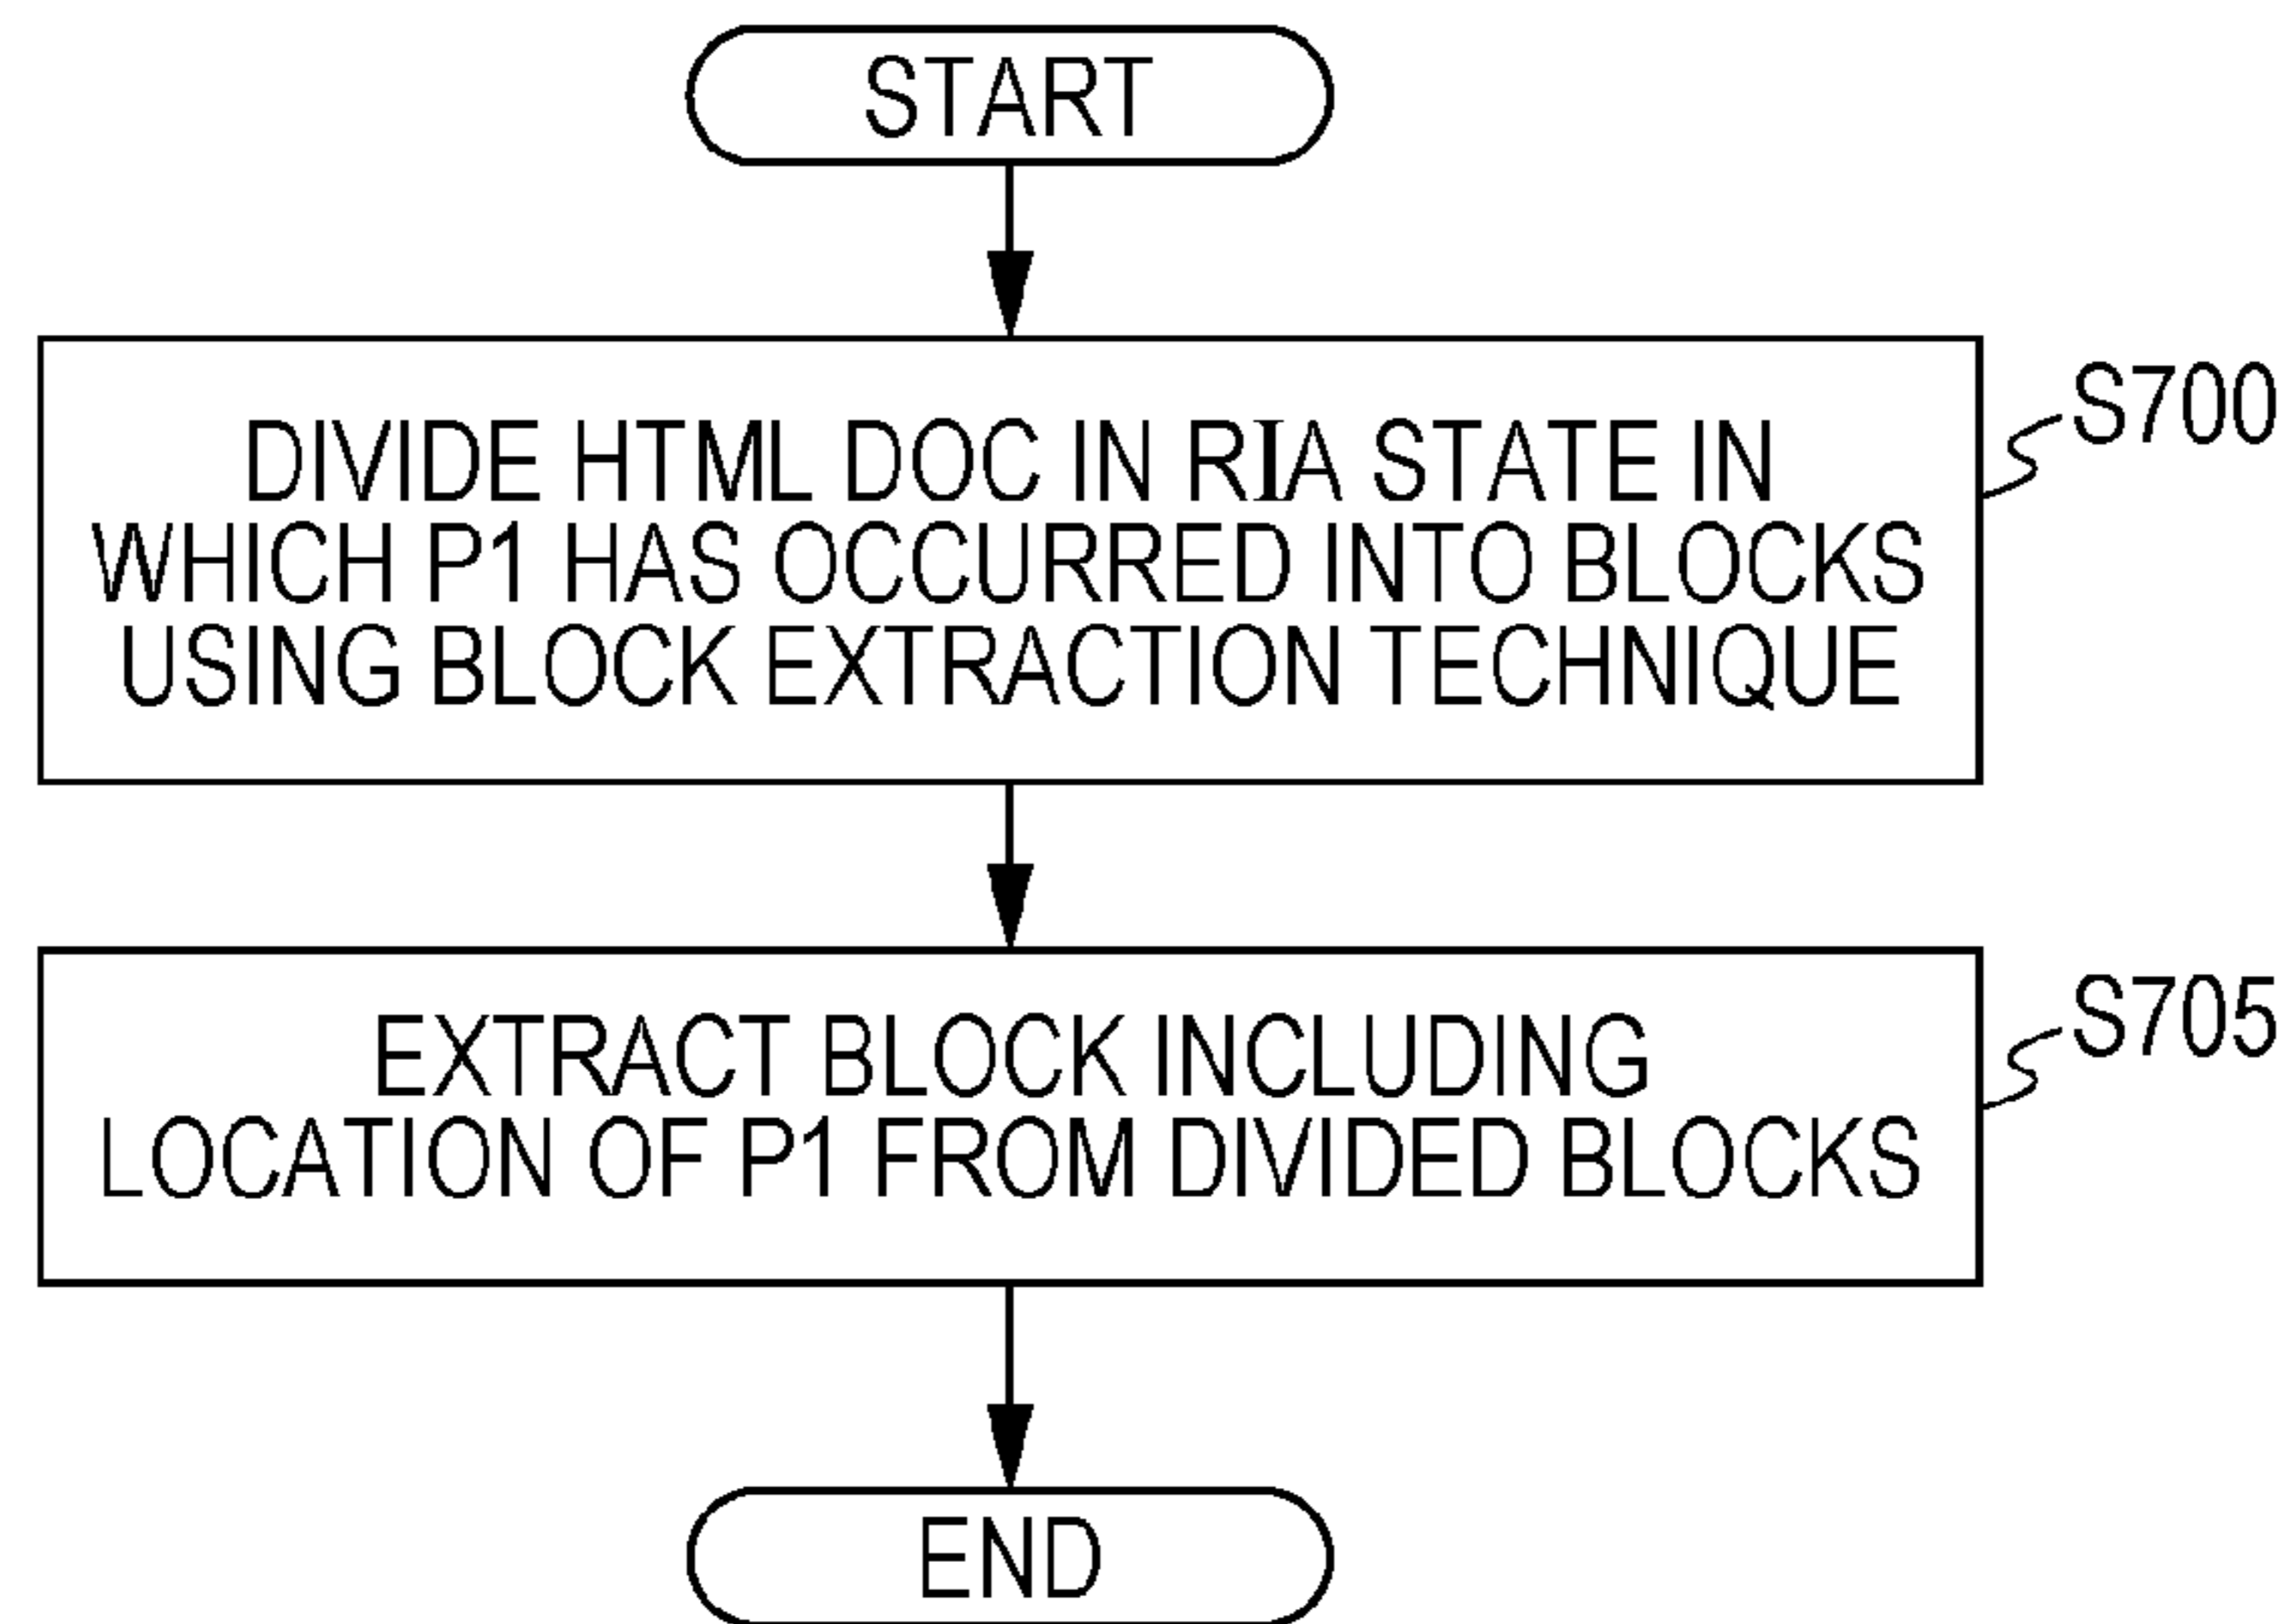 START
DIVIDE HTML DOC IN RIA STATE IN
WHICH P1 HAS OCCURRED INTO BLOCKS
USING BLOCK EXTRACTION TECHNIQUE
S700
EXTRACT BLOCK INCLUDING
LOCATION OF P1 FROM DIVIDED BLOCKS
S705
END